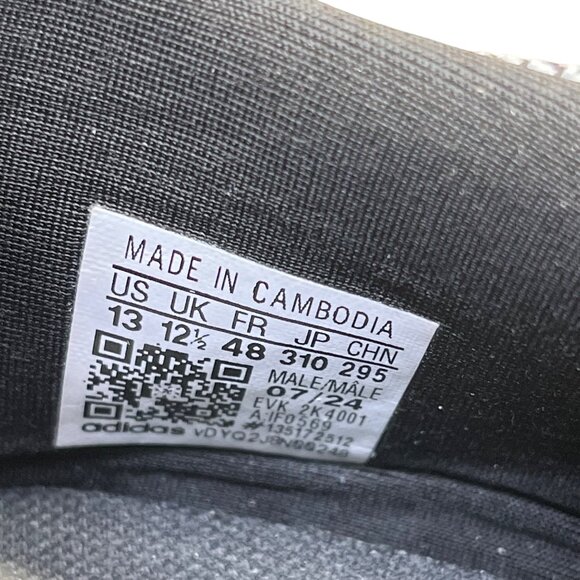 MADE IN CAMBODIA
US UK FR JP CHN
13 12½ 48 310 295
MALE/MÂLE
07/24
EVK 2K4001
#135172512
adidas